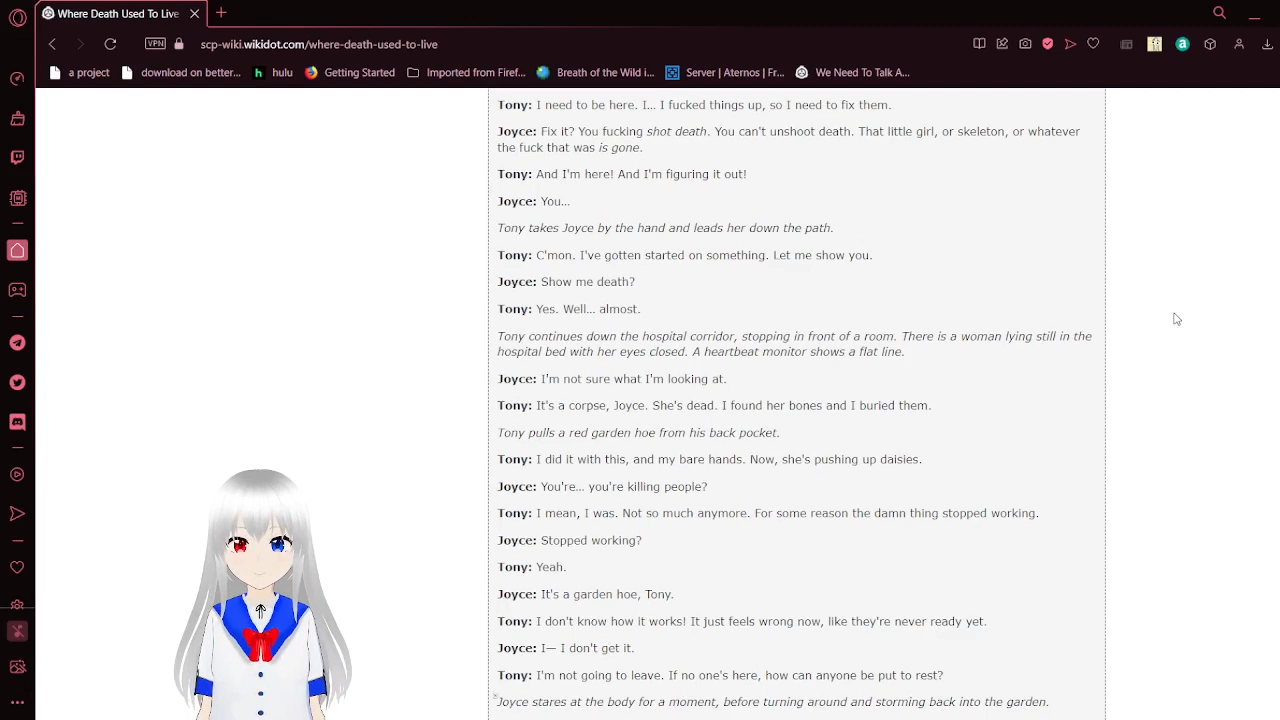 Where Death Used To Live
VPN
scp-wiki.wikidot.com/where-death-used-to-live
a project
download on better...
hulu
Getting Started
Imported from Firef...
Breath of the Wild i...
Server | Aternos | Fr...
We Need To Talk A...
Tony: I need to be here. I… I fucked things up, so I need to fix them.
Joyce: Fix it? You fucking shot death. You can't unshoot death. That little girl, or skeleton, or whatever
the fuck that was is gone.
Tony: And I'm here! And I'm figuring it out!
Joyce: You…
Tony takes Joyce by the hand and leads her down the path.
Tony: C'mon. I've gotten started on something. Let me show you.
Joyce: Show me death?
Tony: Yes. Well… almost.
Tony continues down the hospital corridor, stopping in front of a room. There is a woman lying still in the
hospital bed with her eyes closed. A heartbeat monitor shows a flat line.
Joyce: I'm not sure what I'm looking at.
Tony: It's a corpse, Joyce. She's dead. I found her bones and I buried them.
Tony pulls a red garden hoe from his back pocket.
Tony: I did it with this, and my bare hands. Now, she's pushing up daisies.
Joyce: You're… you're killing people?
Tony: I mean, I was. Not so much anymore. For some reason the damn thing stopped working.
Joyce: Stopped working?
Tony: Yeah.
Joyce: It's a garden hoe, Tony.
Tony: I don't know how it works! It just feels wrong now, like they're never ready yet.
Joyce: I— I don't get it.
Tony: I'm not going to leave. If no one's here, how can anyone be put to rest?
Joyce stares at the body for a moment, before turning around and storming back into the garden.